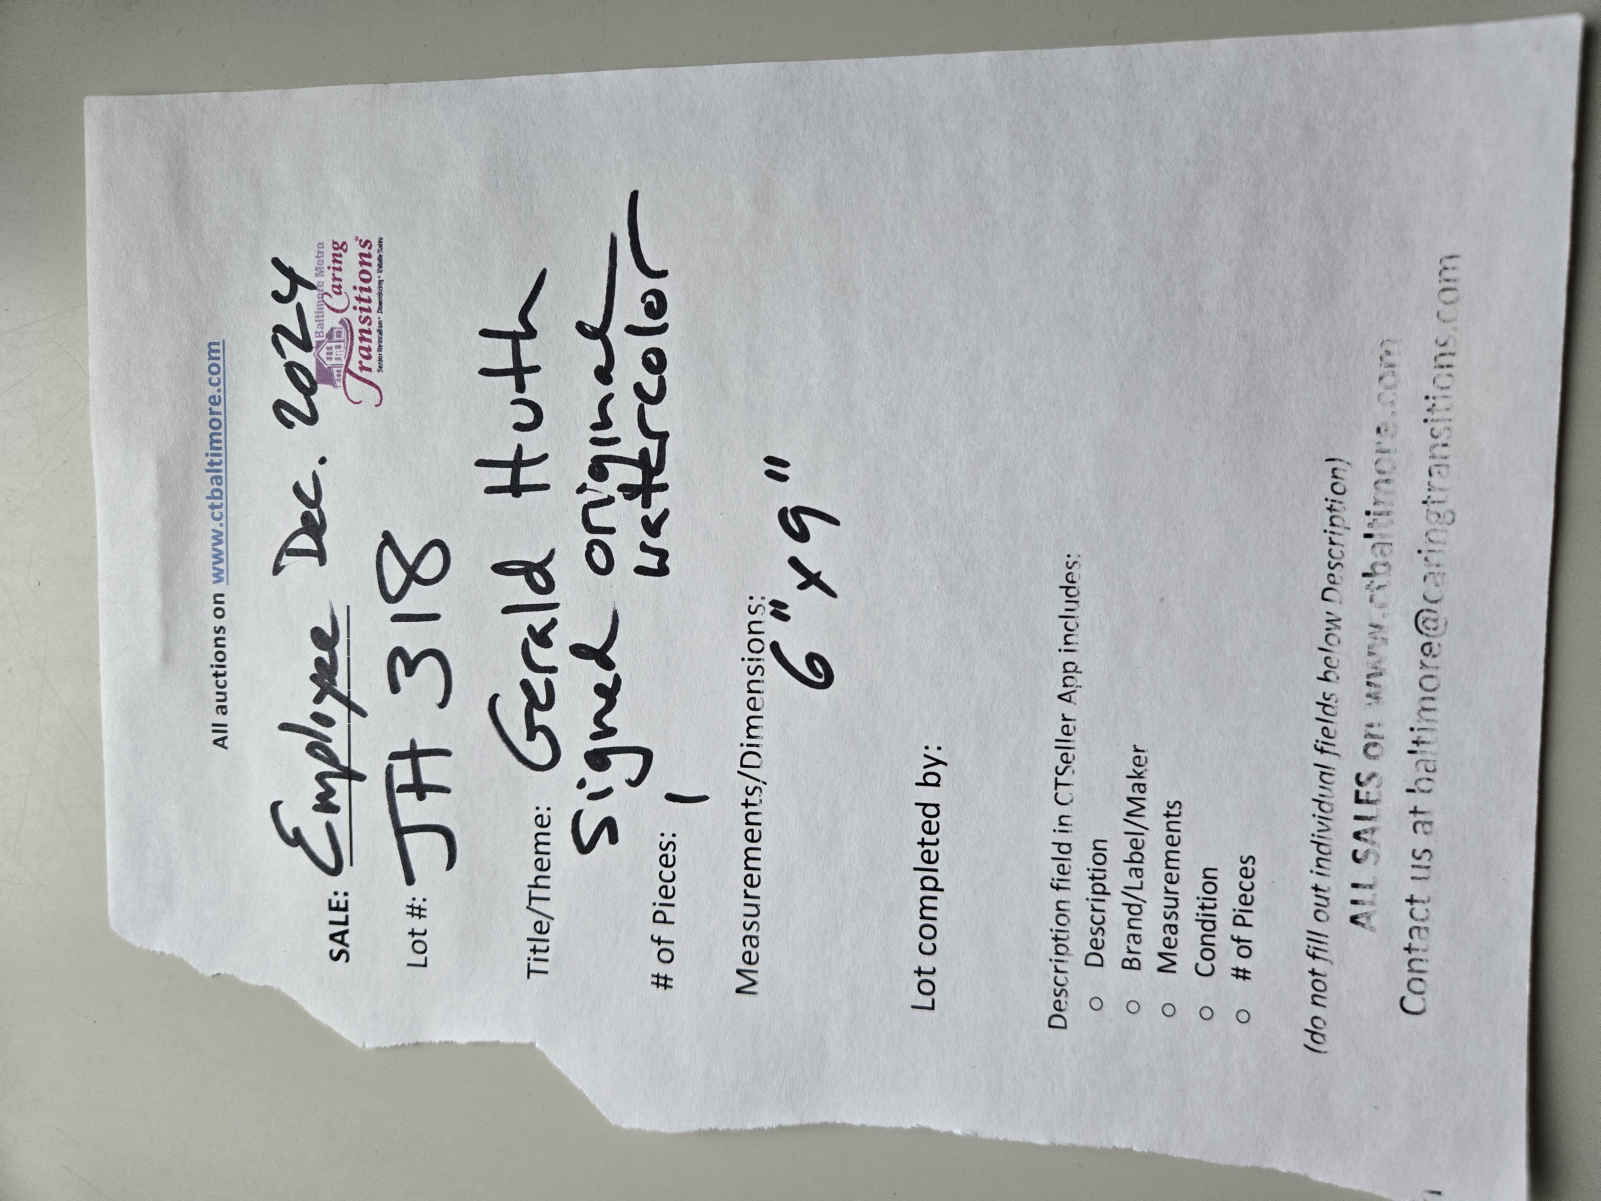 All auctions on www.ctbaltimore.com
SALE: Employee Dec. 2024
Baltimore Metro
Caring
Transitions
Lot #: JH 318
Title/Theme: Gerald Huth
Signed original
watercolor
# of Pieces: 1
Measurements/Dimensions:
6" x 9"
Lot completed by:
Description field in CTSeller App includes:
○ Description
○ Brand/Label/Maker
○ Measurements
○ Condition
○ # of Pieces
(do not fill out individual fields below Description)
ALL SALES on www.ctbaltimore.com
Contact us at baltimore@caringtransitions.com